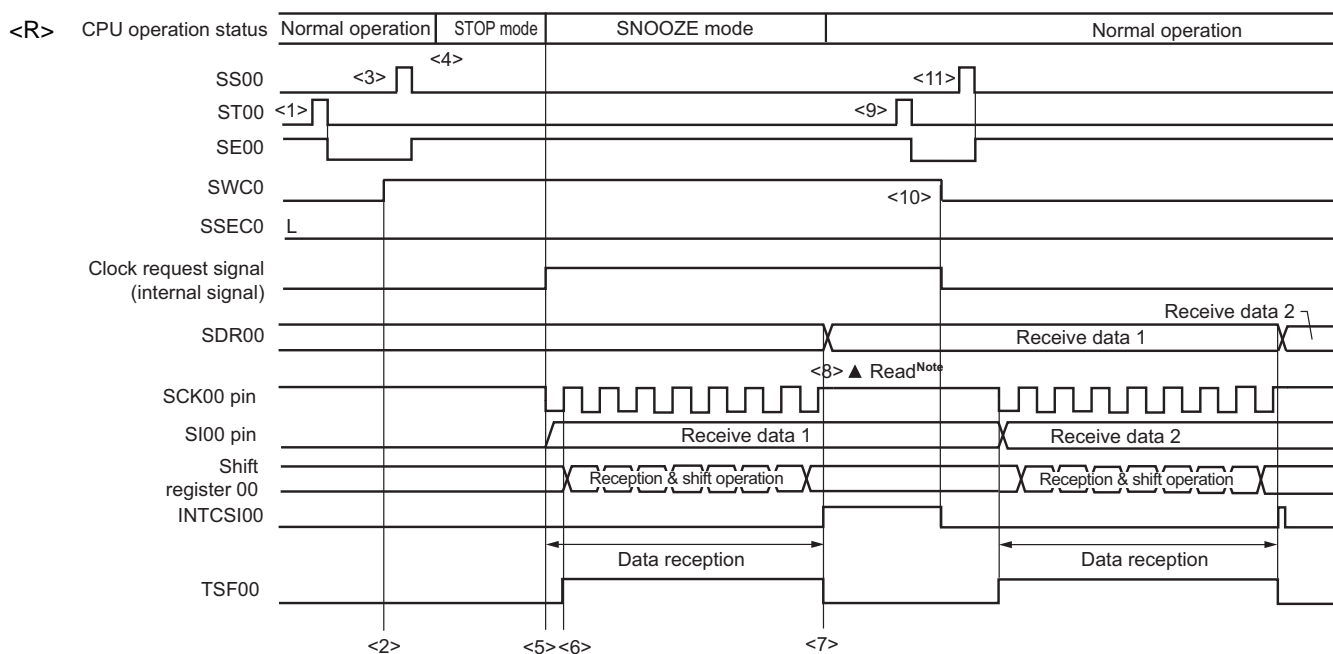 <R> CPU operation status Normal operation STOP mode SNOOZE mode Normal operation
<4>
SS00 <3> <11>
ST00 <1> <9>
SE00
SWC0 <10>
SSEC0 L
Clock request signal
(internal signal)
Receive data 2
SDR00 Receive data 1
<8> ▲ ReadNote
SCK00 pin
SI00 pin Receive data 1 Receive data 2
Shift
register 00 Reception & shift operation Reception & shift operation
INTCSI00
Data reception Data reception
TSF00
<2> <5> <6> <7>